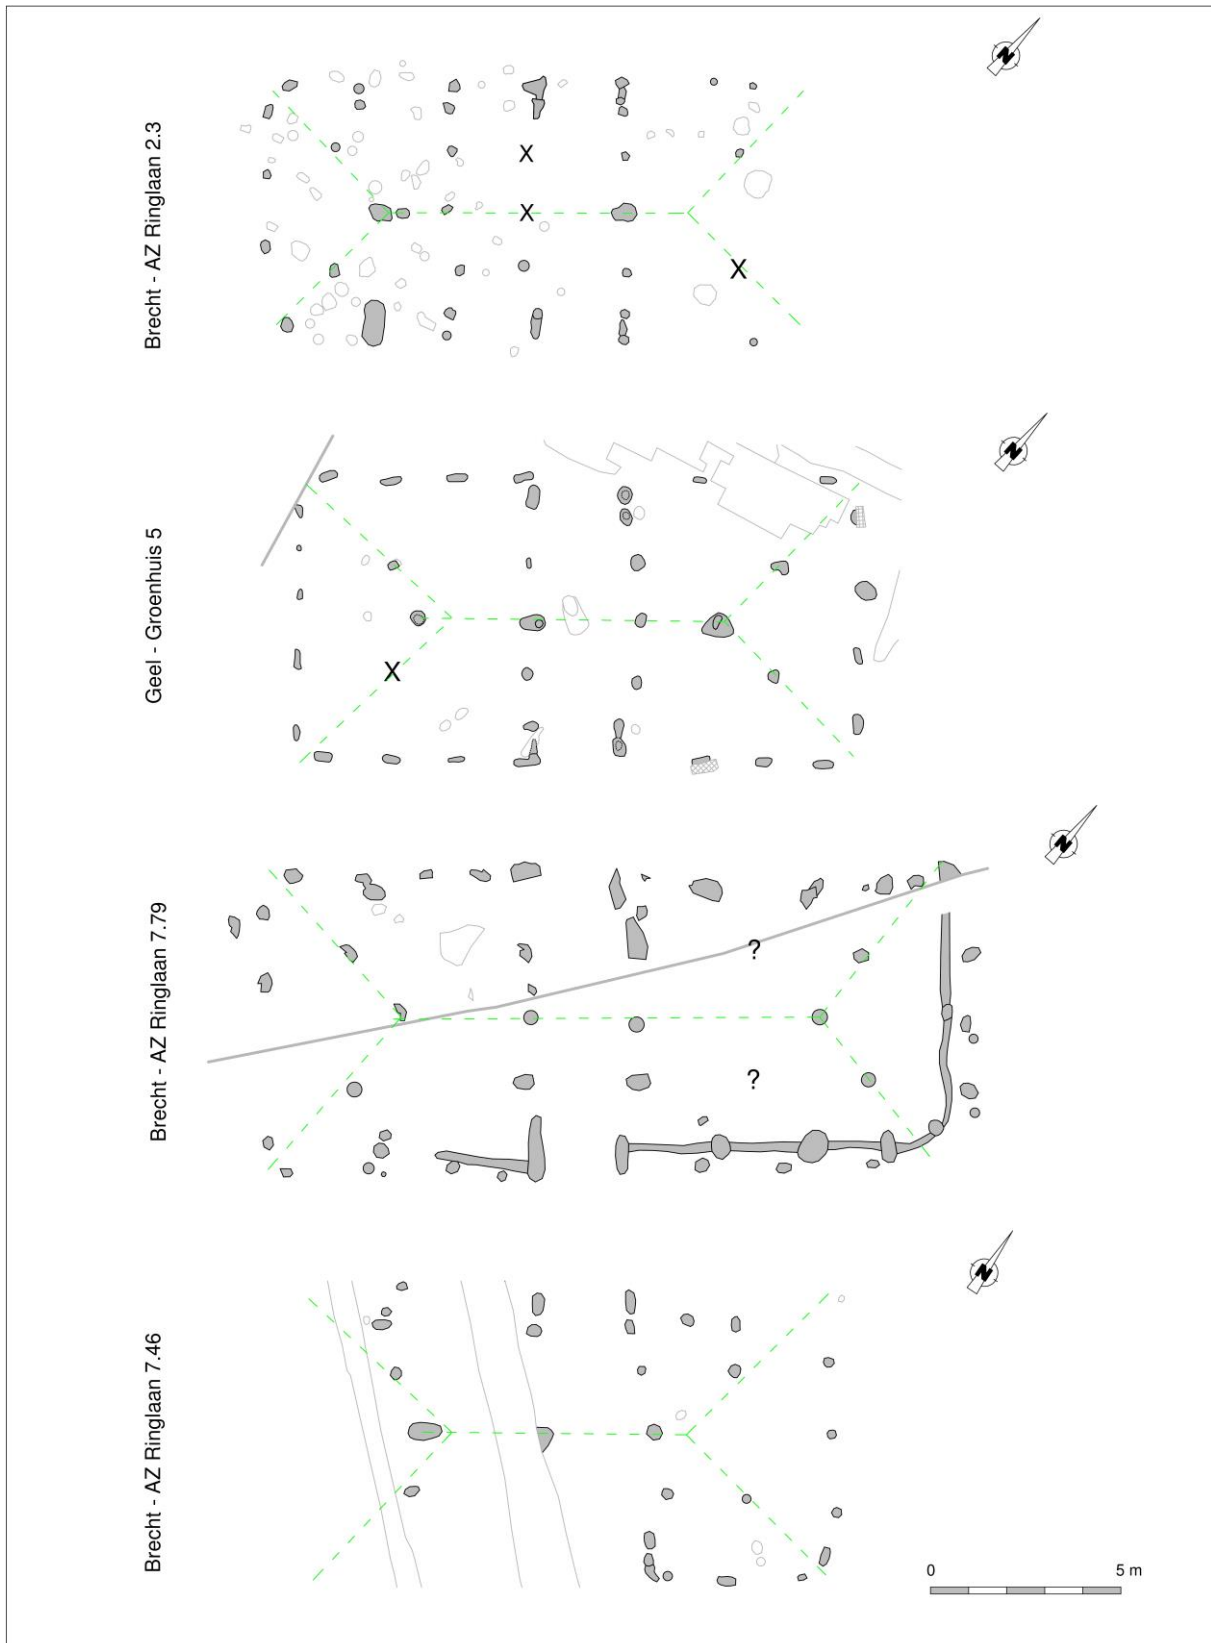 N
Brecht - AZ Ringlaan 2.3
X
X
X
N
Geel - Groenhuis 5
X
N
Brecht - AZ Ringlaan 7.79
?
?
N
Brecht - AZ Ringlaan 7.46
0 5 m